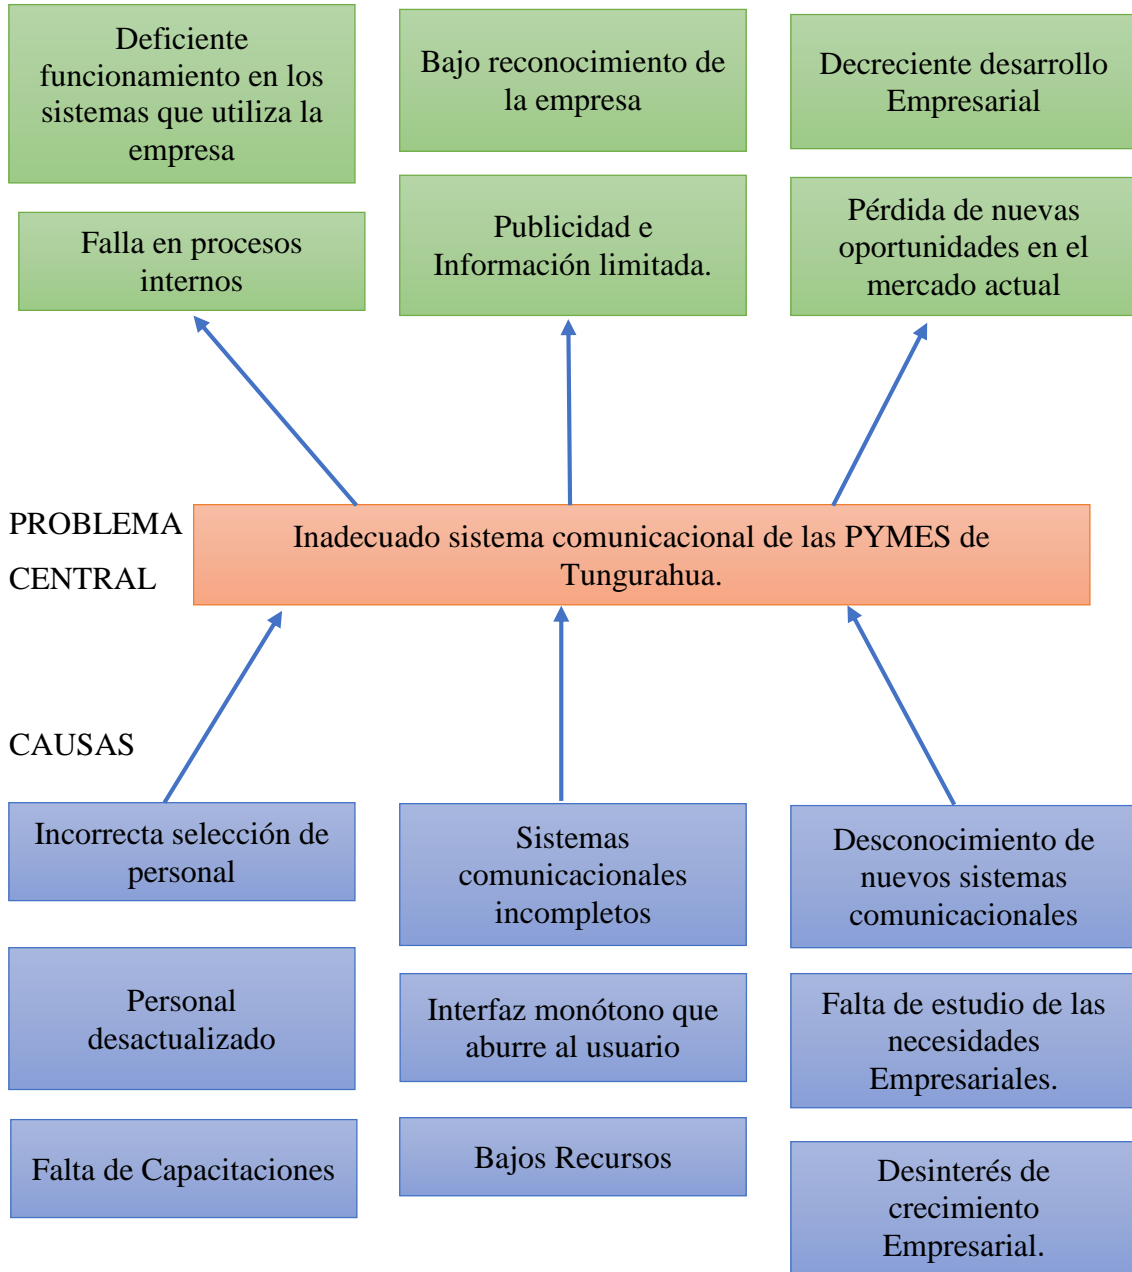 Deficiente
funcionamiento en los
sistemas que utiliza la
empresa
Bajo reconocimiento de
la empresa
Decreciente desarrollo
Empresarial
Falla en procesos
internos
Publicidad e
Información limitada.
Pérdida de nuevas
oportunidades en el
mercado actual
PROBLEMA
CENTRAL
Inadecuado sistema comunicacional de las PYMES de
Tungurahua.
CAUSAS
Incorrecta selección de
personal
Sistemas
comunicacionales
incompletos
Desconocimiento de
nuevos sistemas
comunicacionales
Personal
desactualizado
Interfaz monótono que
aburre al usuario
Falta de estudio de las
necesidades
Empresariales.
Falta de Capacitaciones
Bajos Recursos
Desinterés de
crecimiento
Empresarial.